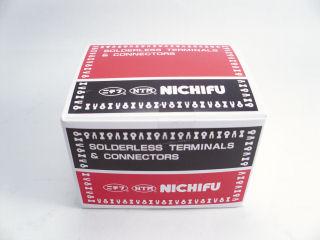 SOLDERLESS TERMINALS
& CONNECTORS
ニチフ NTM NICHIFU
SOLDERLESS TERMINALS
& CONNECTORS
ニチフ NTM NICHIFU